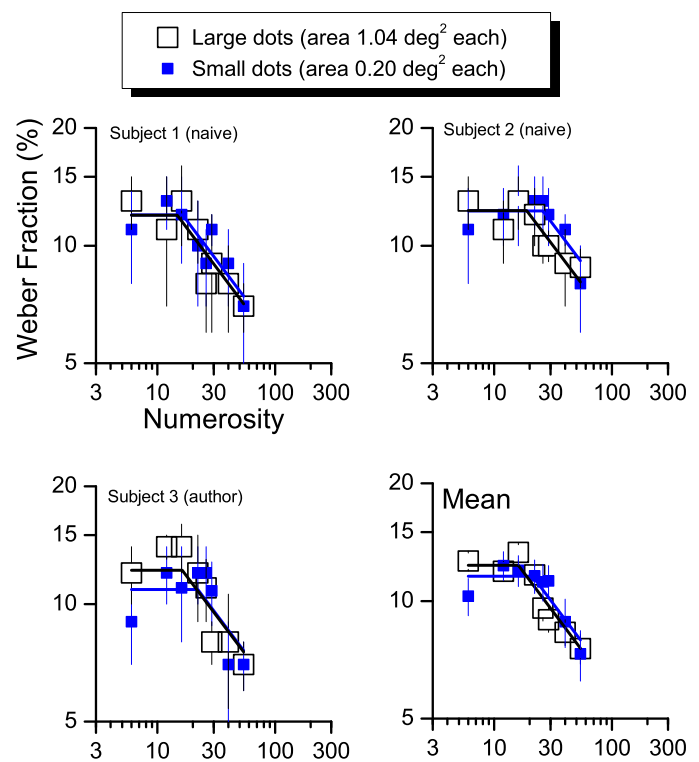 Large dots (area 1.04 deg² each)
Small dots (area 0.20 deg² each)
Weber Fraction (%)
20
15
10
5
Subject 1 (naive)
3 10 30 100 300
Numerosity
20
15
10
5
Subject 2 (naive)
3 10 30 100 300
20
15
10
5
Subject 3 (author)
3 10 30 100 300
20
15
10
5
Mean
3 10 30 100 300